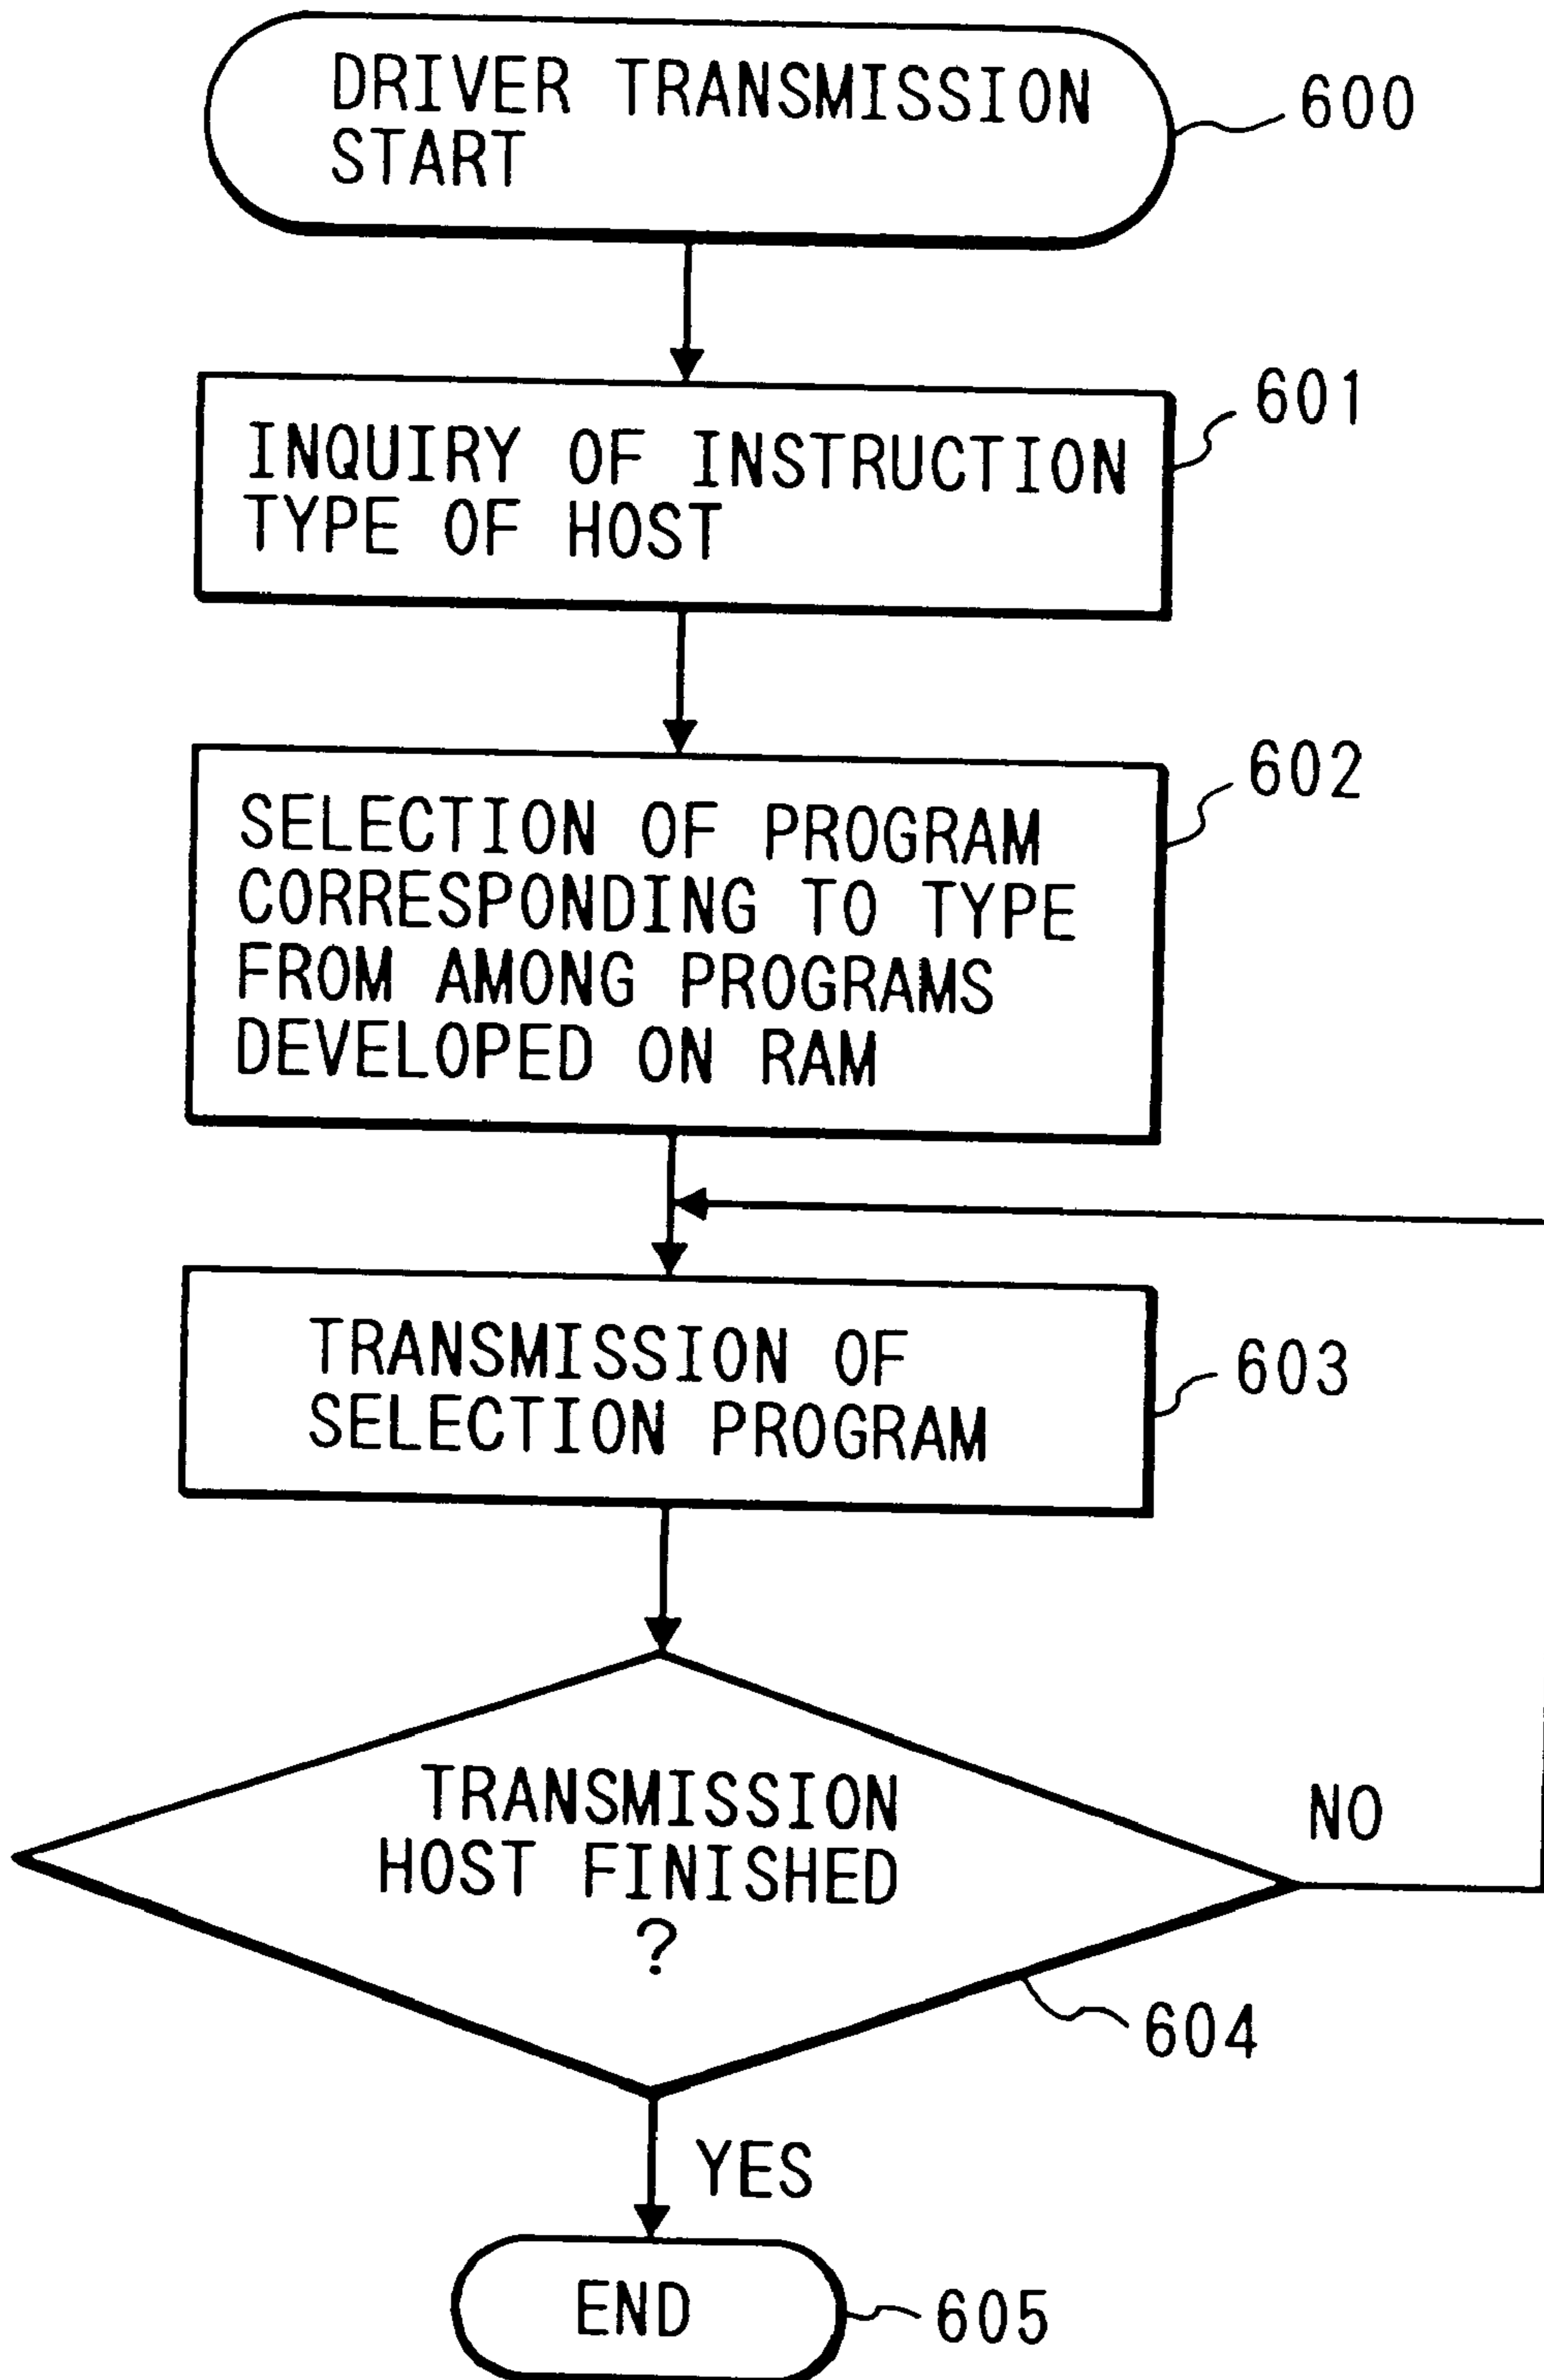 DRIVER TRANSMISSION
START
600
INQUIRY OF INSTRUCTION
TYPE OF HOST
601
SELECTION OF PROGRAM
CORRESPONDING TO TYPE
FROM AMONG PROGRAMS
DEVELOPED ON RAM
602
TRANSMISSION OF
SELECTION PROGRAM
603
TRANSMISSION
HOST FINISHED
?
NO
604
YES
END
605